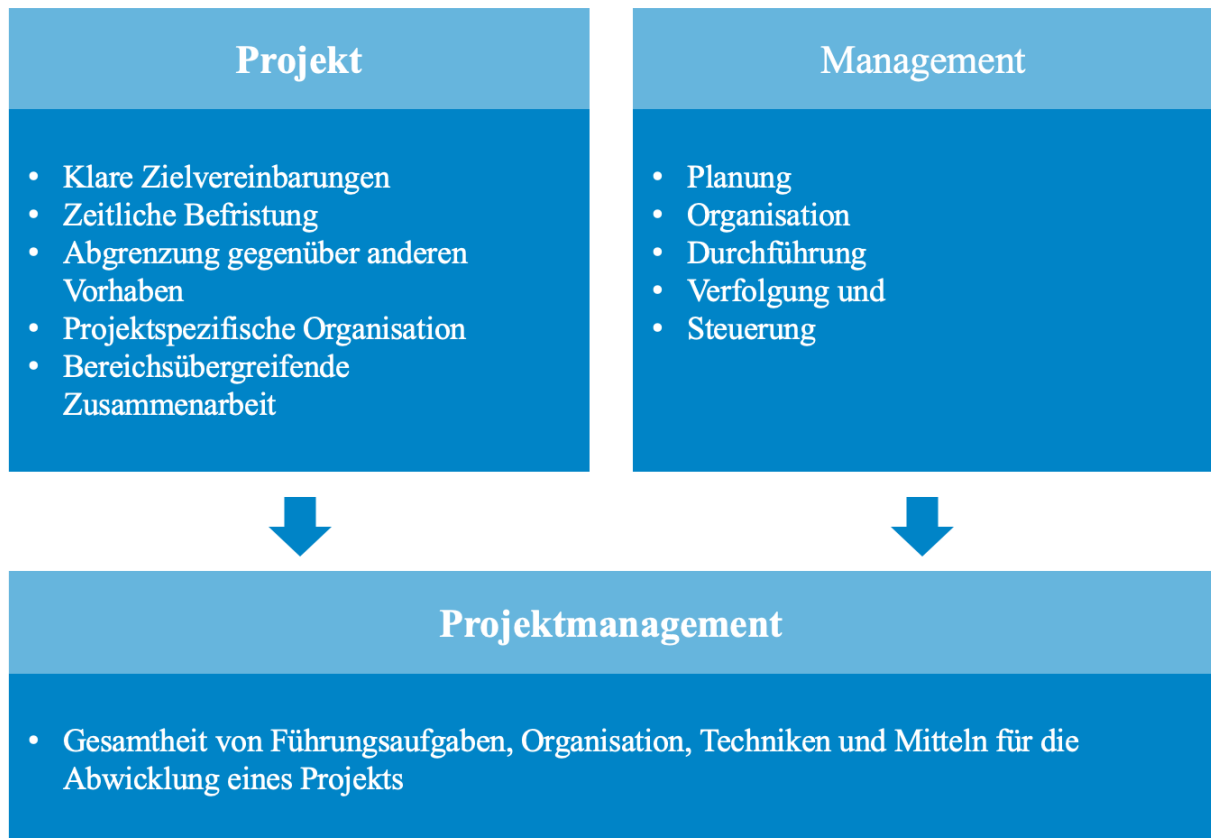 Projekt
• Klare Zielvereinbarungen
• Zeitliche Befristung
• Abgrenzung gegenüber anderen
Vorhaben
• Projektspezifische Organisation
• Bereichsübergreifende
Zusammenarbeit
Management
• Planung
• Organisation
• Durchführung
• Verfolgung und
• Steuerung
Projektmanagement
• Gesamtheit von Führungsaufgaben, Organisation, Techniken und Mitteln für die
Abwicklung eines Projekts